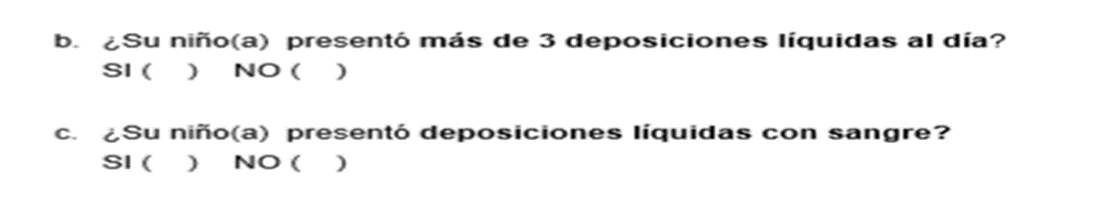 b. ¿Su niño(a) presentó más de 3 deposiciones líquidas al día?
SI ( ) NO ( )
c. ¿Su niño(a) presentó deposiciones líquidas con sangre?
SI ( ) NO ( )